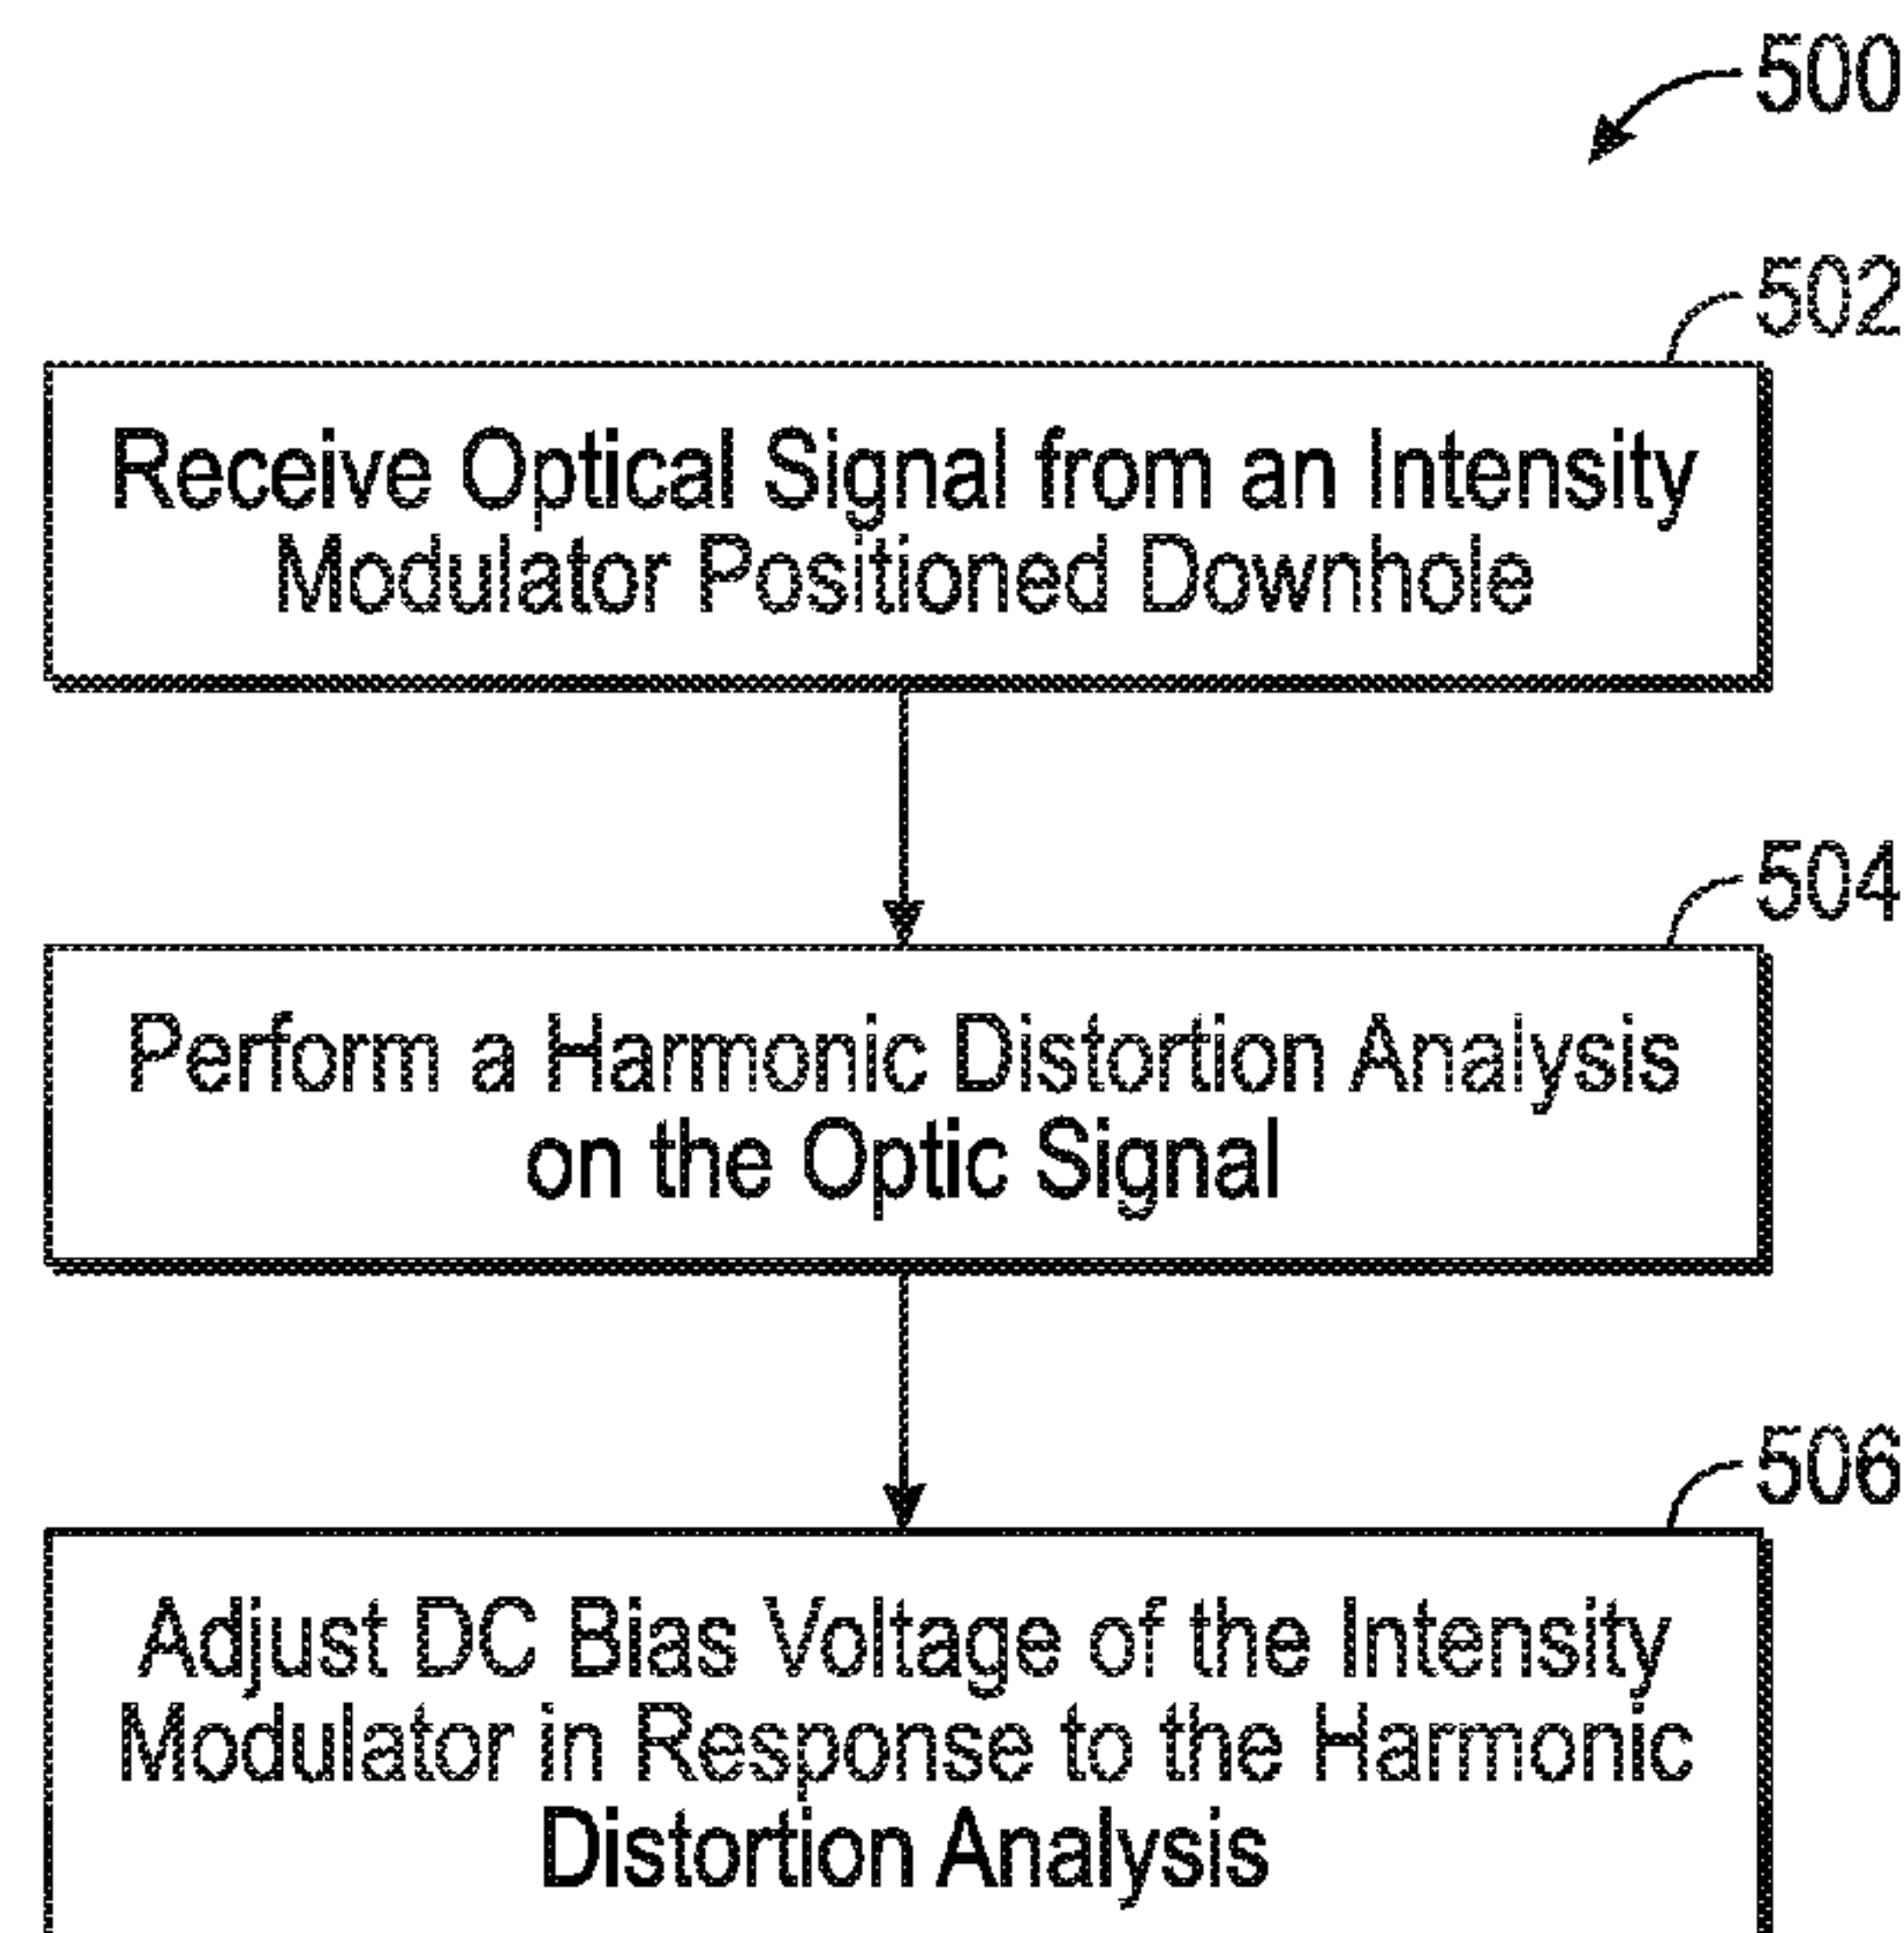 500
502
Receive Optical Signal from an Intensity
Modulator Positioned Downhole
504
Perform a Harmonic Distortion Analysis
on the Optic Signal
506
Adjust DC Bias Voltage of the Intensity
Modulator in Response to the Harmonic
Distortion Analysis